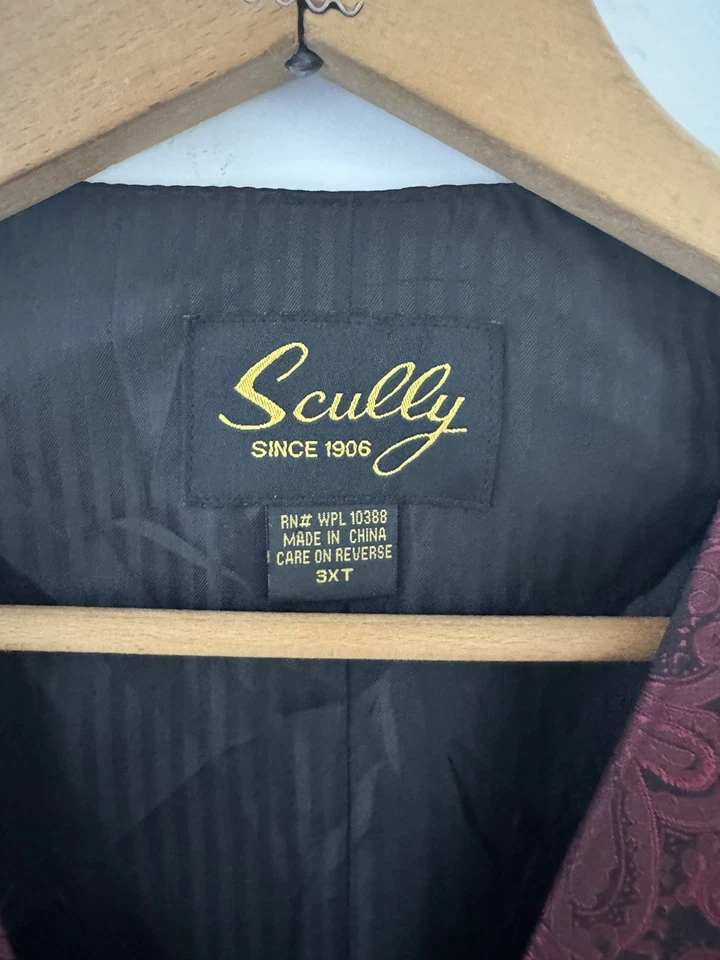 Scully
SINCE 1906
RN# WPL 10388
MADE IN CHINA
CARE ON REVERSE
3XT